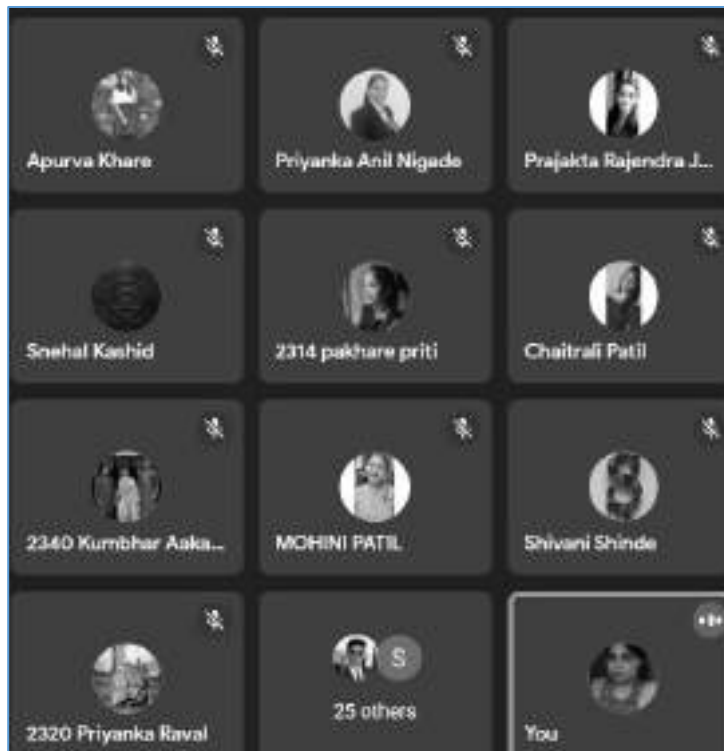 Apurva Khare
Priyanka Anil Nigade
Prajakta Rajendra J...
Snehal Kashid
2314 pakhare priti
Chaitrali Patil
2340 Kumbhar Aaka...
MOHINI PATIL
Shivani Shinde
2320 Priyanka Raval
S
25 others
You